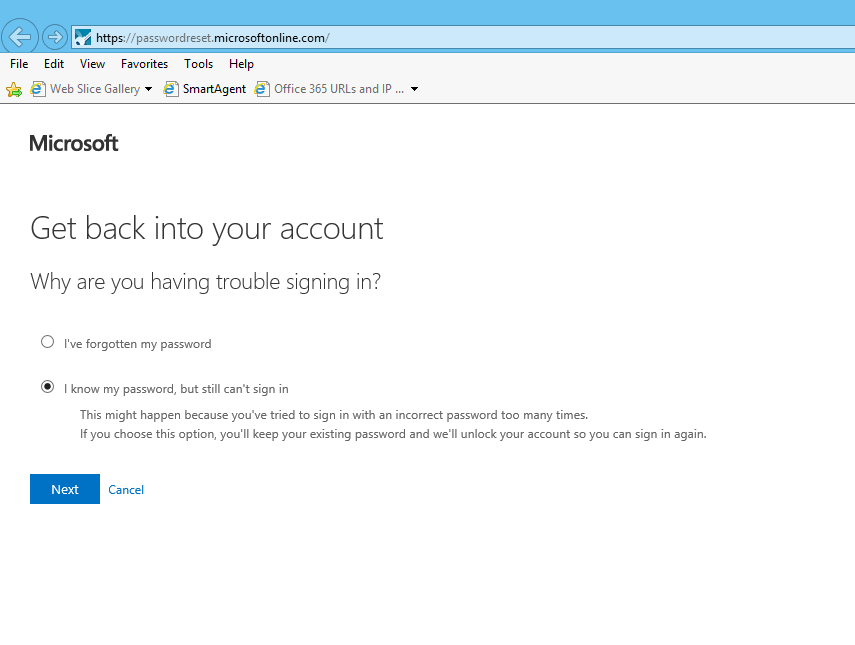 https://passwordreset.microsoftonline.com/
File Edit View Favorites Tools Help
Web Slice Gallery SmartAgent Office 365 URLs and IP ...
Microsoft
Get back into your account
Why are you having trouble signing in?
I've forgotten my password
I know my password, but still can't sign in
This might happen because you've tried to sign in with an incorrect password too many times.
If you choose this option, you'll keep your existing password and we'll unlock your account so you can sign in again.
Next Cancel